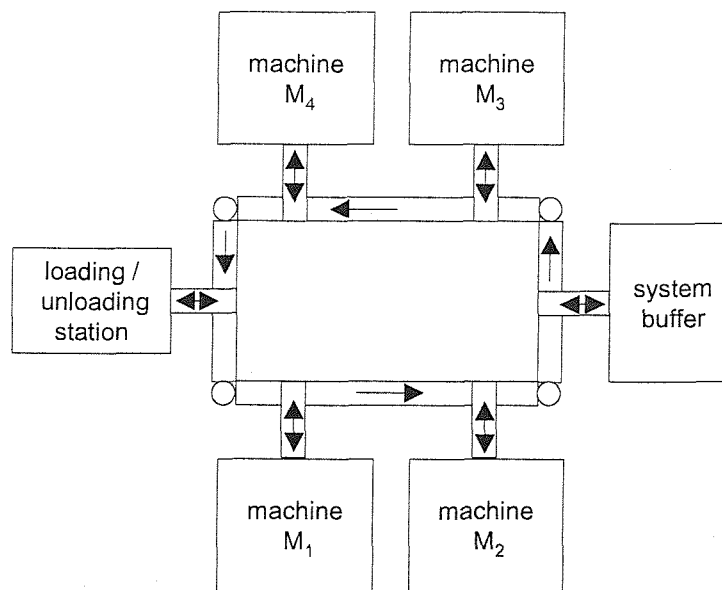 machine
M₄
machine
M₃
loading /
unloading
station
system
buffer
machine
M₁
machine
M₂